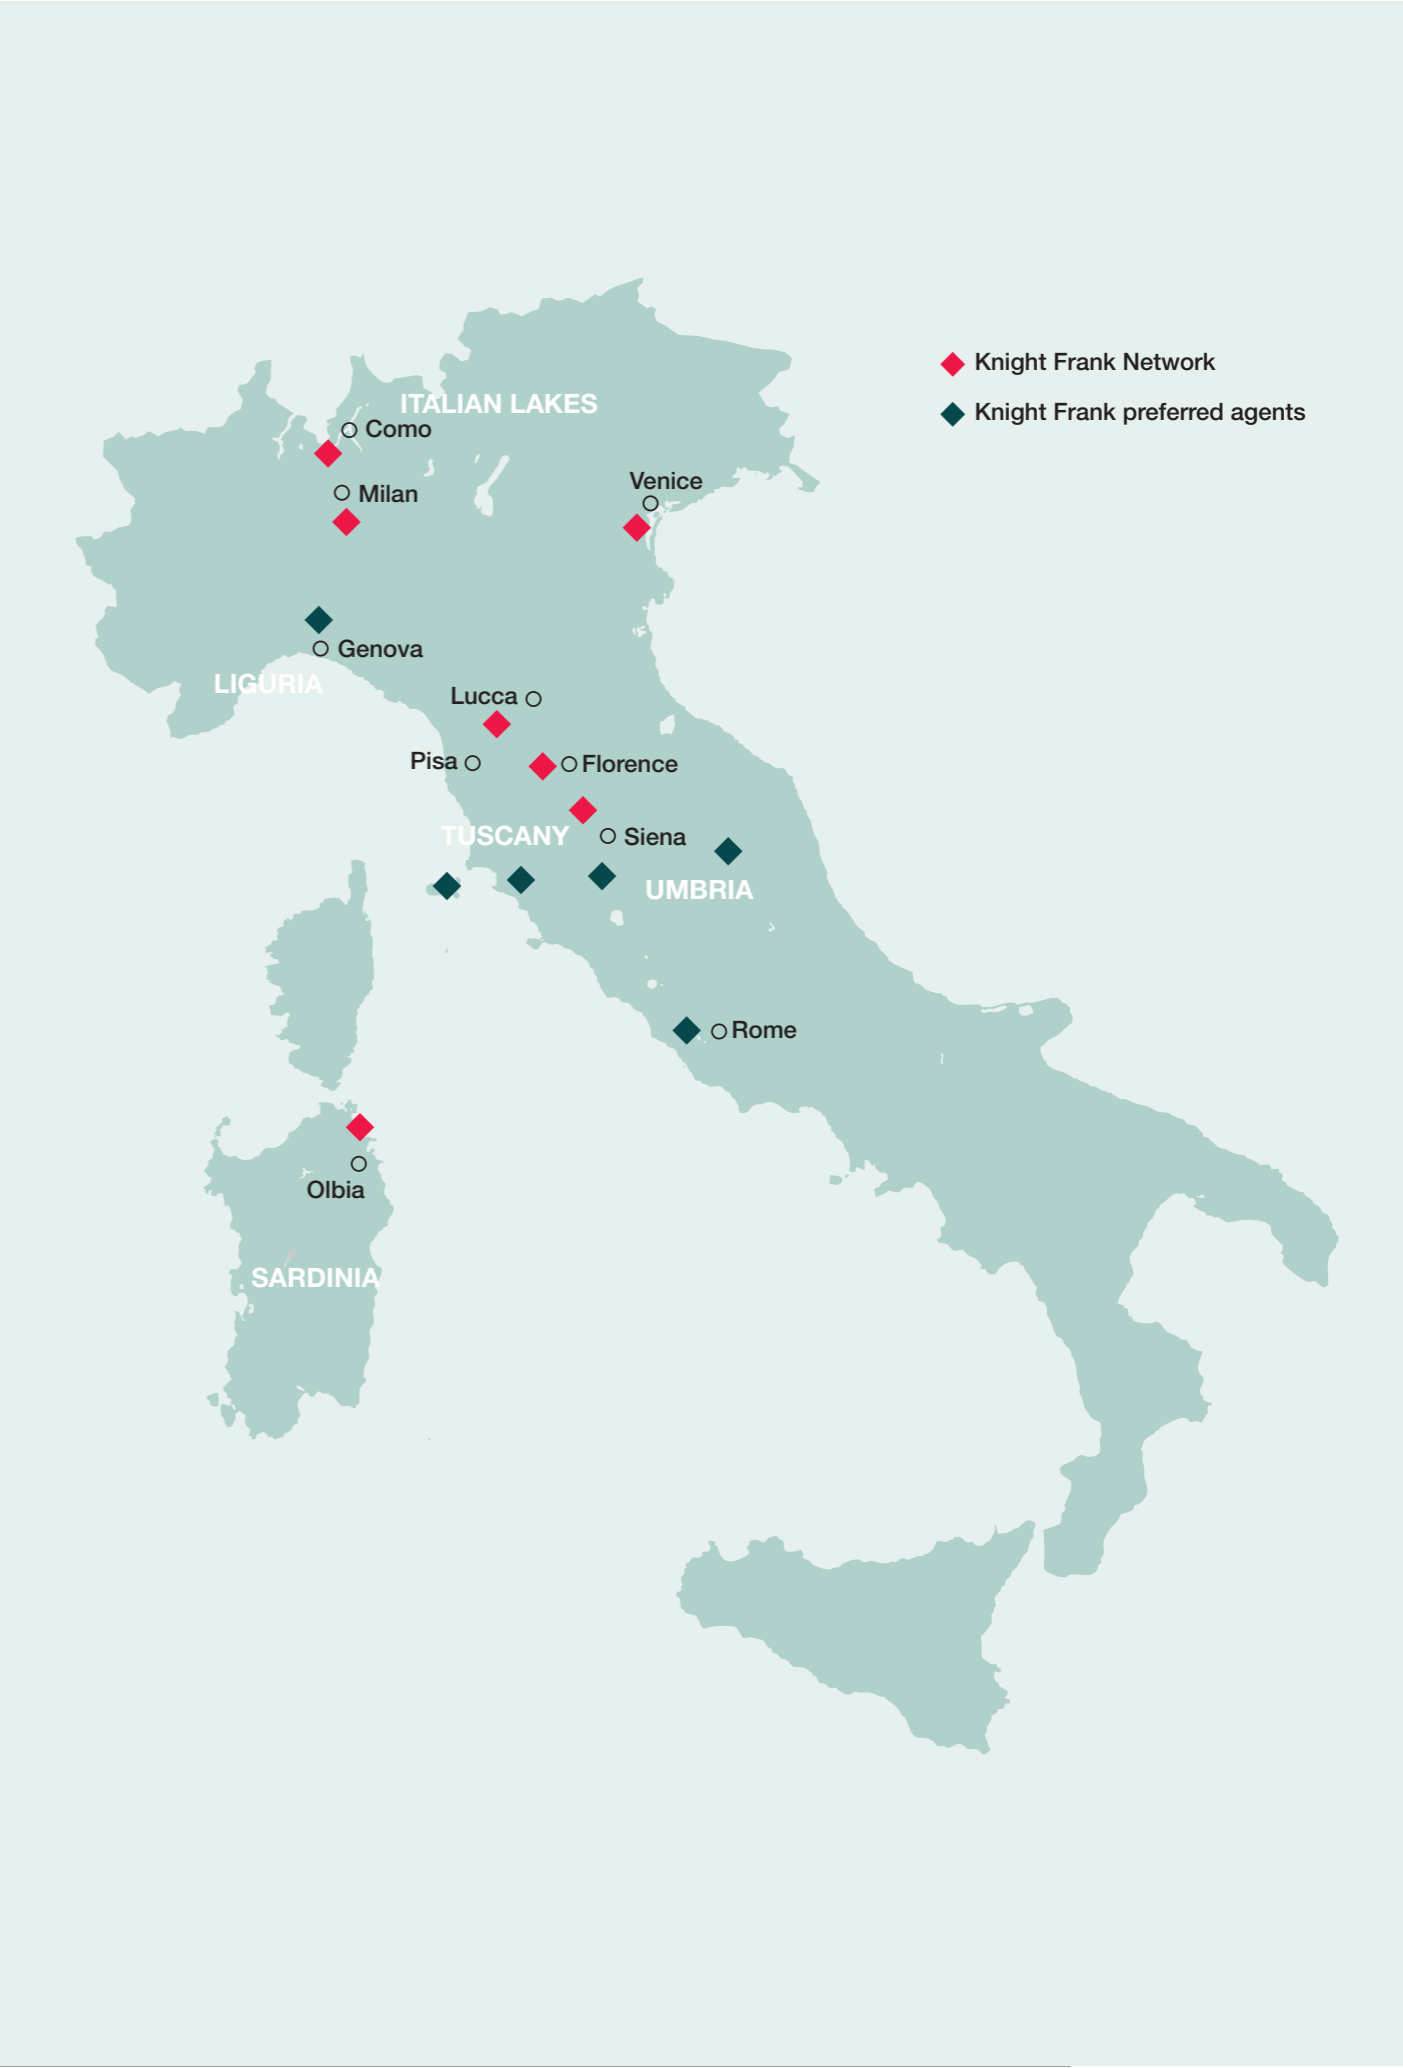 Knight Frank Network
ITALIAN LAKES
Knight Frank preferred agents
Como
Venice
Milan
Genova
LIGURIA
Lucca
Pisa
Florence
TUSCANY
Siena
UMBRIA
Rome
Olbia
SARDINIA